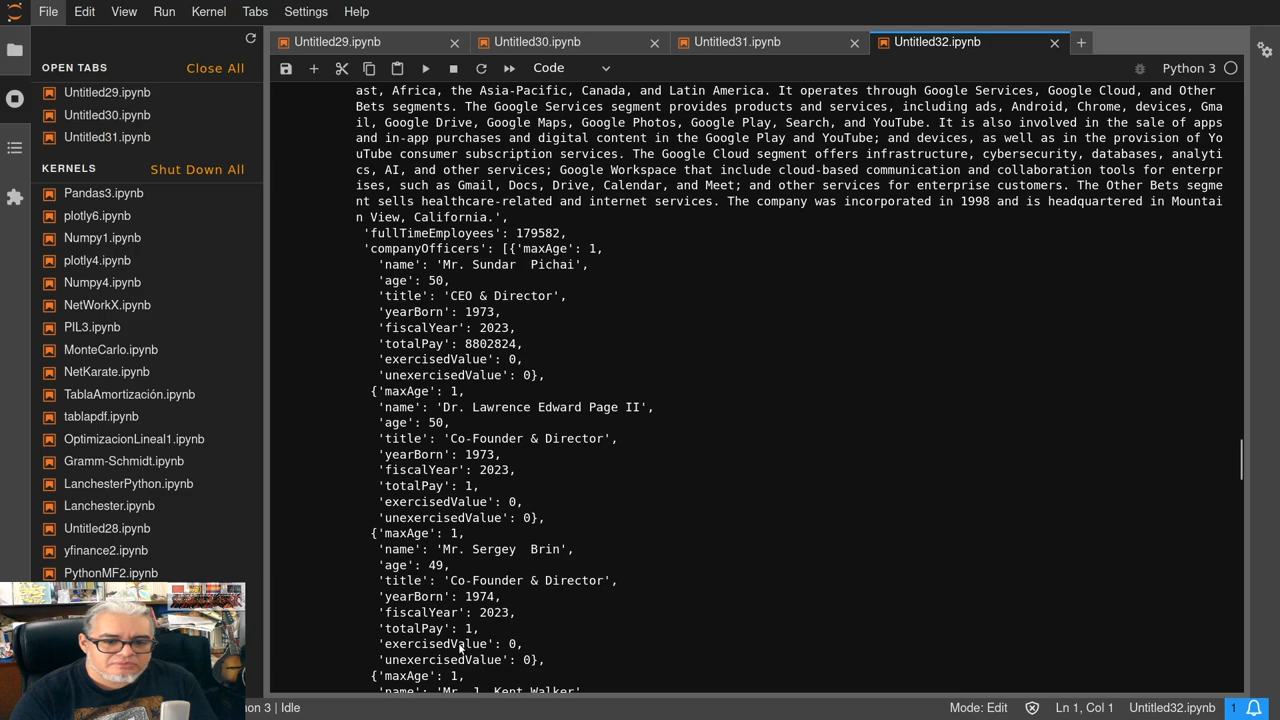 File Edit View Run Kernel Tabs Settings Help
OPEN TABS Close All
Untitled29.ipynb
Untitled30.ipynb
Untitled31.ipynb
KERNELS Shut Down All
Pandas3.ipynb
plotly6.ipynb
Numpy1.ipynb
plotly4.ipynb
Numpy4.ipynb
NetWorkX.ipynb
PIL3.ipynb
MonteCarlo.ipynb
NetKarate.ipynb
TablaAmortización.ipynb
tablapdf.ipynb
OptimizacionLineal1.ipynb
Gramm-Schmidt.ipynb
LanchesterPython.ipynb
Lanchester.ipynb
Untitled28.ipynb
yfinance2.ipynb
PythonMF2.ipynb
Untitled29.ipynb Untitled30.ipynb Untitled31.ipynb Untitled32.ipynb
Code Python 3
ast, Africa, the Asia-Pacific, Canada, and Latin America. It operates through Google Services, Google Cloud, and Other
Bets segments. The Google Services segment provides products and services, including ads, Android, Chrome, devices, Gma
il, Google Drive, Google Maps, Google Photos, Google Play, Search, and YouTube. It is also involved in the sale of apps
and in-app purchases and digital content in the Google Play and YouTube; and devices, as well as in the provision of Yo
uTube consumer subscription services. The Google Cloud segment offers infrastructure, cybersecurity, databases, analyti
cs, AI, and other services; Google Workspace that include cloud-based communication and collaboration tools for enterpr
ises, such as Gmail, Docs, Drive, Calendar, and Meet; and other services for enterprise customers. The Other Bets segme
nt sells healthcare-related and internet services. The company was incorporated in 1998 and is headquartered in Mountai
n View, California.',
'fullTimeEmployees': 179582,
'companyOfficers': [{'maxAge': 1,
'name': 'Mr. Sundar  Pichai',
'age': 50,
'title': 'CEO & Director',
'yearBorn': 1973,
'fiscalYear': 2023,
'totalPay': 8802824,
'exercisedValue': 0,
'unexercisedValue': 0},
{'maxAge': 1,
'name': 'Dr. Lawrence Edward Page II',
'age': 50,
'title': 'Co-Founder & Director',
'yearBorn': 1973,
'fiscalYear': 2023,
'totalPay': 1,
'exercisedValue': 0,
'unexercisedValue': 0},
{'maxAge': 1,
'name': 'Mr. Sergey  Brin',
'age': 49,
'title': 'Co-Founder & Director',
'yearBorn': 1974,
'fiscalYear': 2023,
'totalPay': 1,
'exercisedValue': 0,
'unexercisedValue': 0},
{'maxAge': 1,
'name': 'Mr. J. Kent Walker'
on 3 | Idle Mode: Edit Ln 1, Col 1 Untitled32.ipynb 1